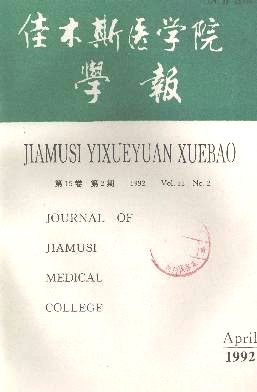 佳木斯医学院
學報
JIAMUSI YIXUEYUAN XUEBAO
第15卷 第2期 1992 Vol. 15 No. 2
JOURNAL OF
JIAMUSI
MEDICAL
COLLEGE
April
1992